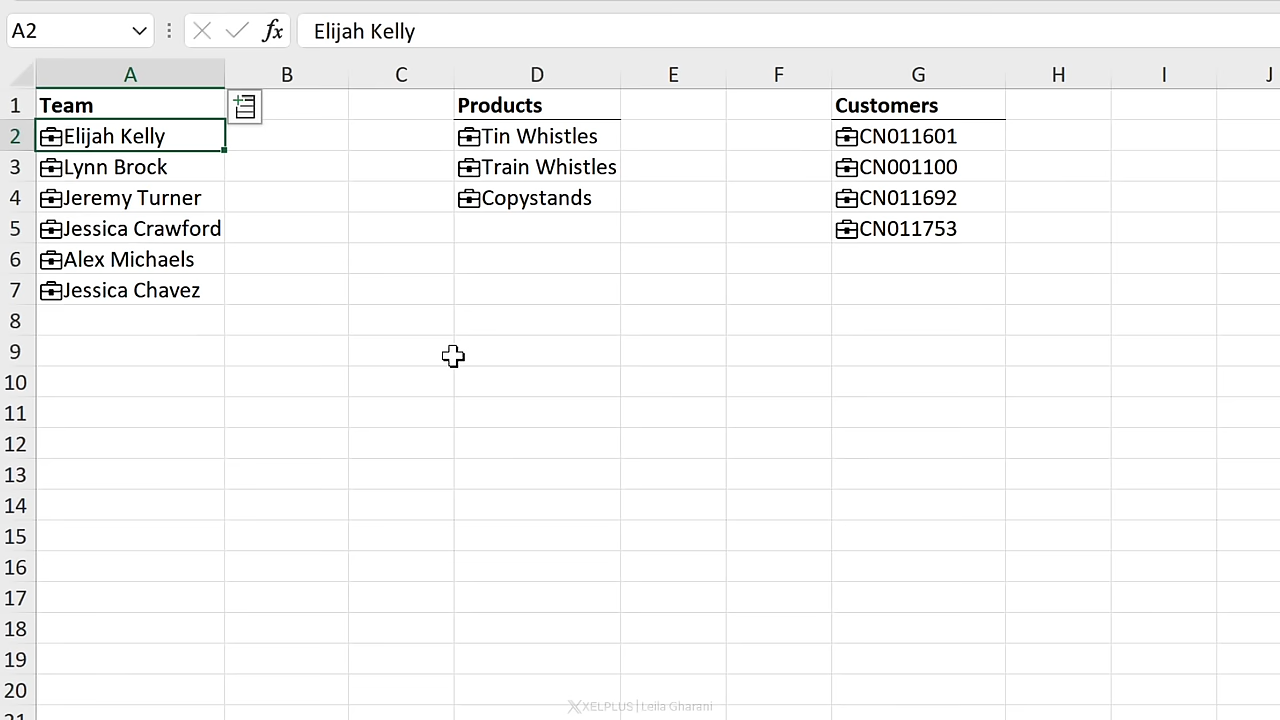 A2 fx Elijah Kelly
A B C D E F G H I J
1 Team Products Customers
2 Elijah Kelly Tin Whistles CN011601
3 Lynn Brock Train Whistles CN001100
4 Jeremy Turner Copystands CN011692
5 Jessica Crawford CN011753
6 Alex Michaels
7 Jessica Chavez
8
9
10
11
12
13
14
15
16
17
18
19
20
21
XELPLUS | Leila Gharani